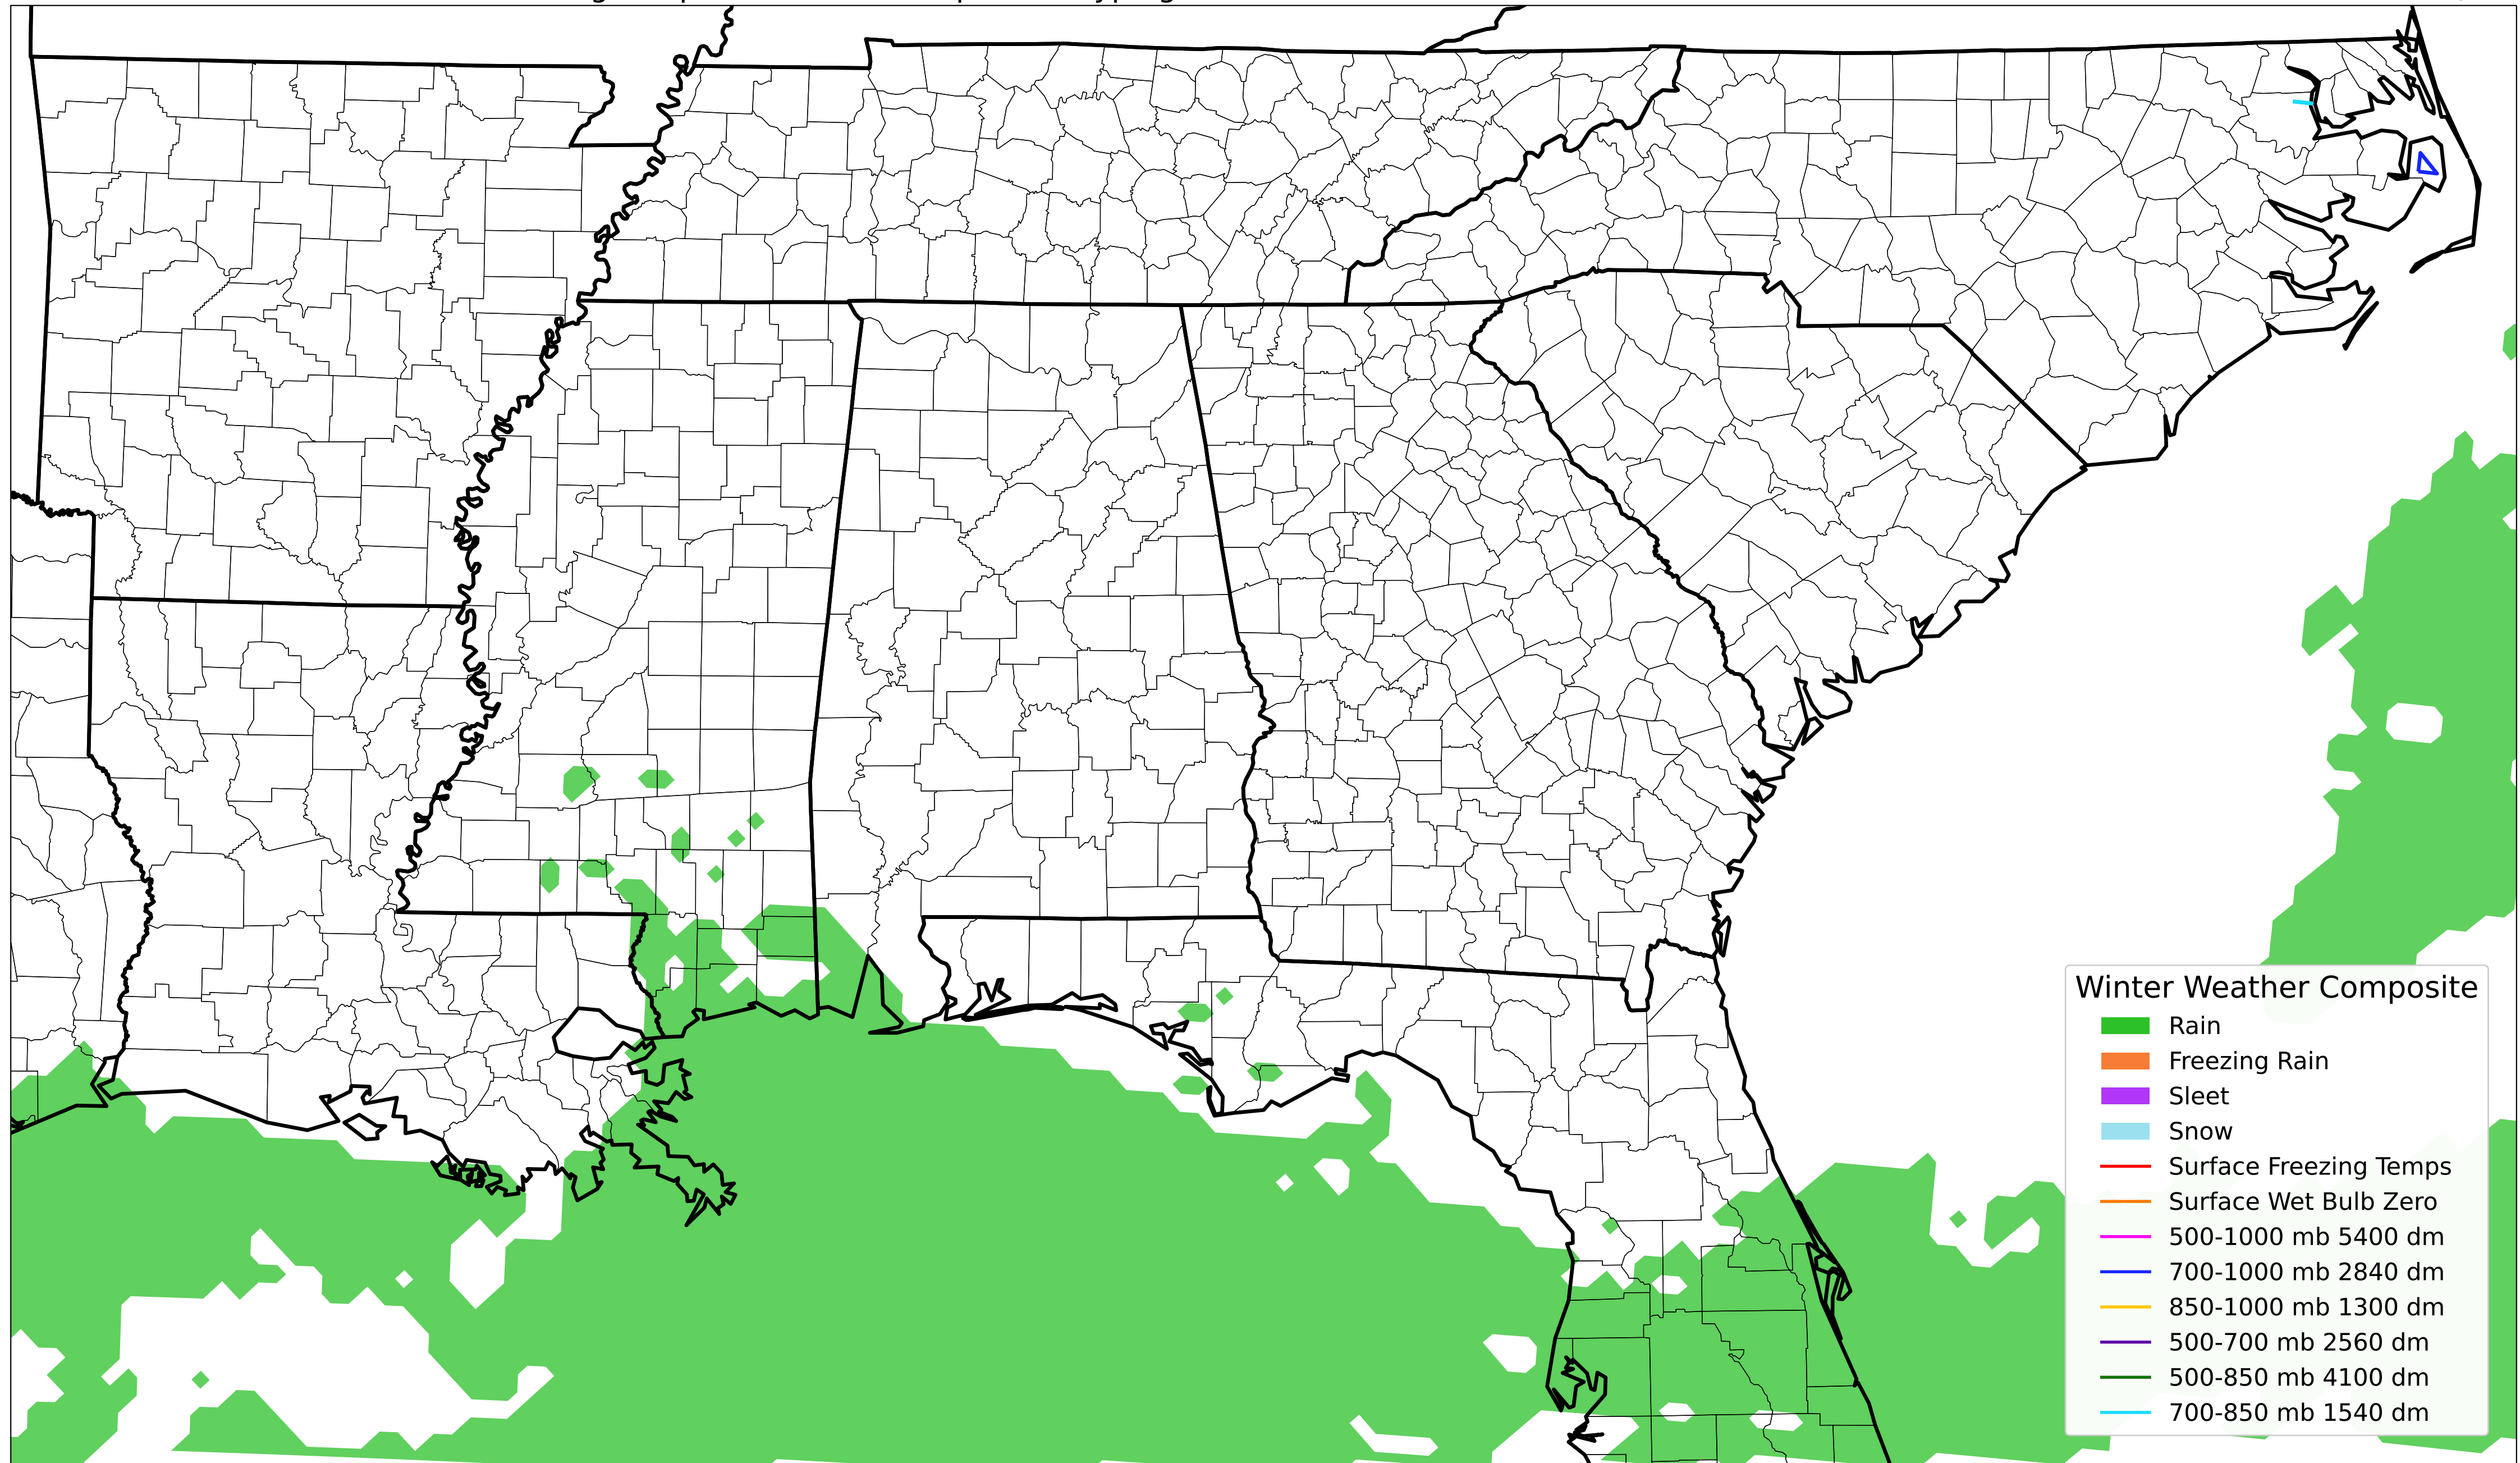 Winter Weather Composite
Rain
Freezing Rain
Sleet
Snow
Surface Freezing Temps
Surface Wet Bulb Zero
500-1000 mb 5400 dm
700-1000 mb 2840 dm
850-1000 mb 1300 dm
500-700 mb 2560 dm
500-850 mb 4100 dm
700-850 mb 1540 dm